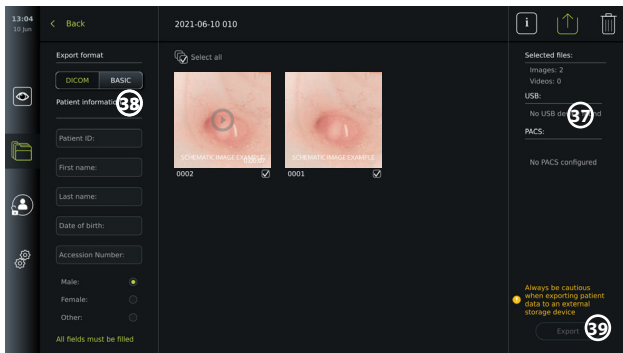 13:04
10 Jun
Back
2021-06-10 010
i
Export format
DICOM BASIC
Patient information
38
Patient ID:
First name:
Last name:
Date of birth:
Accession Number:
Male:
Female:
Other:
All fields must be filled
Select all
SCHEMATIC IMAGE EXAMPLE
0002
SCHEMATIC IMAGE EXAMPLE
0001
Selected files:
Images: 2
Videos: 0
USB:
No USB
37
PACS:
No PACS configured
Always be cautious
when exporting patient
data to an external
storage device
Export
39